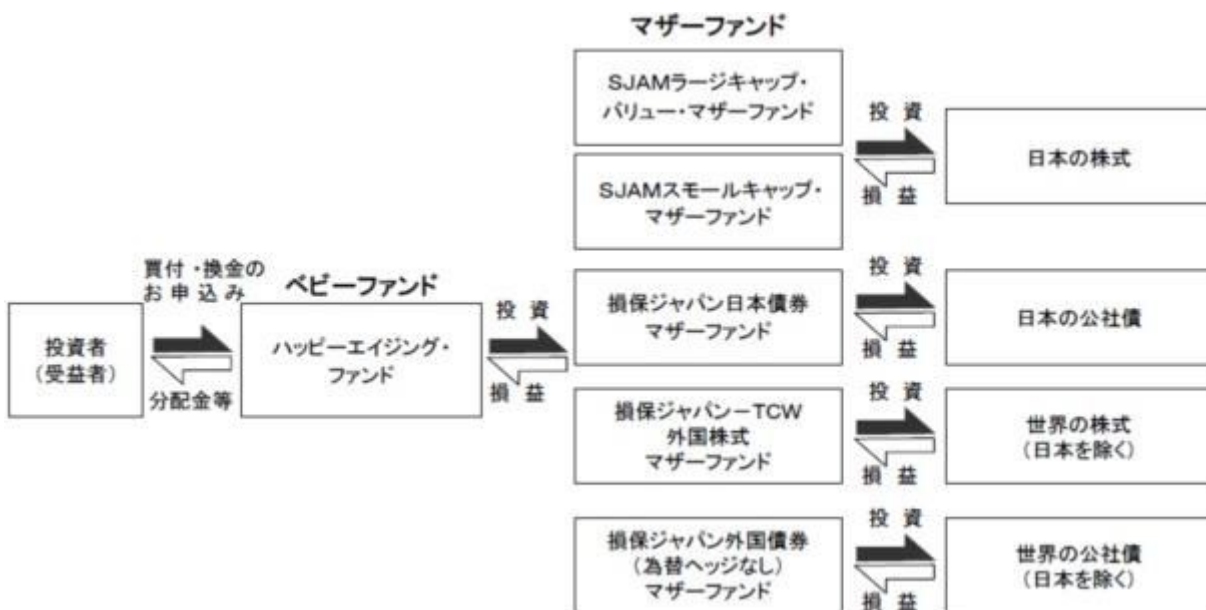 マザーファンド
SJAMラージキャップ・
バリュー・マザーファンド
SJAMスモールキャップ・
マザーファンド
投 資
損 益
日本の株式
買付・換金の
お 申 込 み
分配金等
投資者
(受益者)
ベビーファンド
ハッピーエイジング・
ファンド
投 資
損 益
損保ジャパン日本債券
マザーファンド
投 資
損 益
日本の公社債
損保ジャパン−TCW
外国株式
マザーファンド
投 資
損 益
世界の株式
(日本を除く)
損保ジャパン外国債券
(為替ヘッジなし)
マザーファンド
投 資
損 益
世界の公社債
(日本を除く)